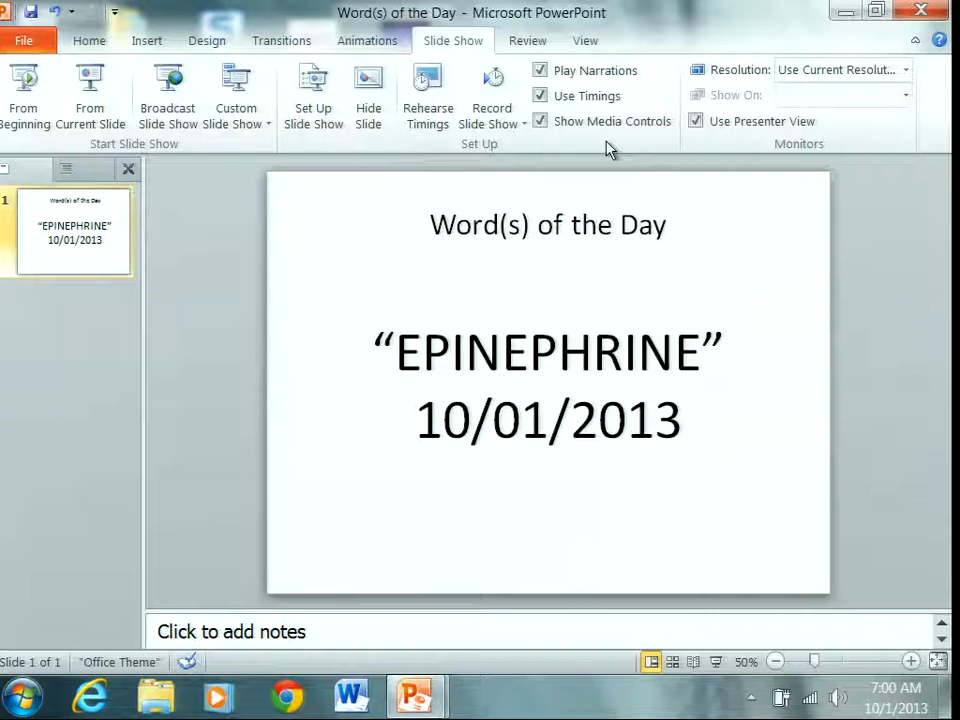 Word(s) of the Day - Microsoft PowerPoint
File Home Insert Design Transitions Animations Slide Show Review View
From Beginning
From Current Slide
Broadcast Slide Show
Custom Slide Show
Set Up Slide Show
Hide Slide
Rehearse Timings
Record Slide Show
Play Narrations
Use Timings
Show Media Controls
Resolution: Use Current Resolut...
Show On:
Use Presenter View
Start Slide Show
Set Up
Monitors
1
Word(s) of the Day
“EPINEPHRINE”
10/01/2013
Word(s) of the Day
“EPINEPHRINE”
10/01/2013
Click to add notes
Slide 1 of 1 "Office Theme" 50%
7:00 AM
10/1/2013